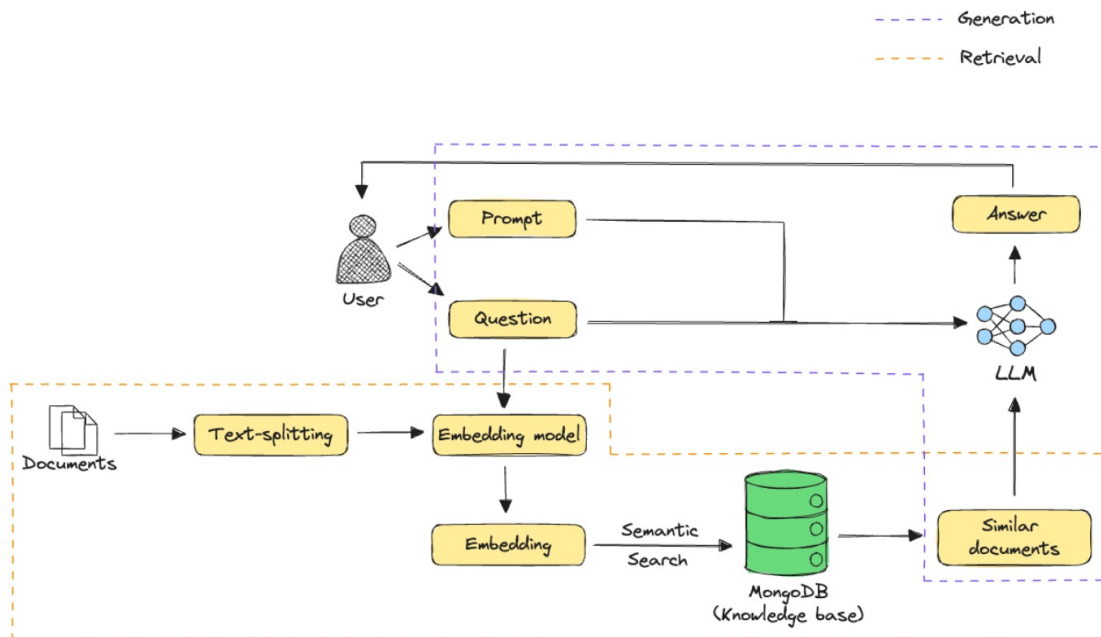 Generation
Retrieval
Prompt
Answer
User
Question
LLM
Documents
Text-splitting
Embedding model
Embedding
Semantic
Search
MongoDB
(Knowledge base)
Similar
documents